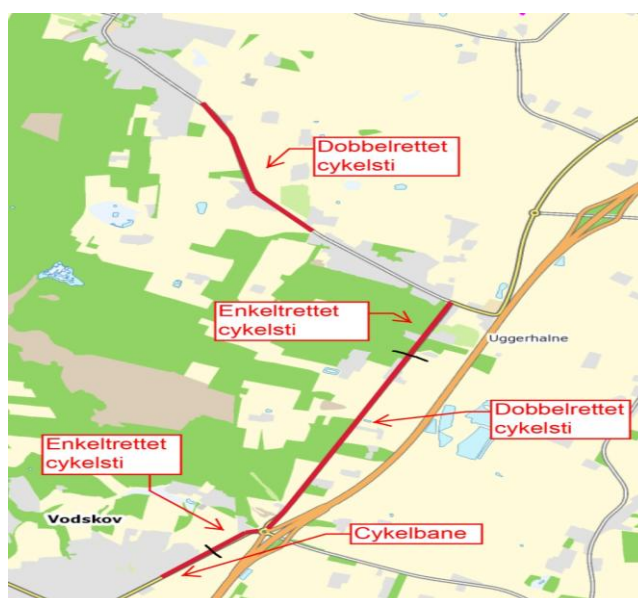 Dobbelrettet
cykelsti
Enkeltrettet
cykelsti
Uggerhalne
Dobbelrettet
cykelsti
Enkeltrettet
cykelsti
Vodskov
Cykelbane